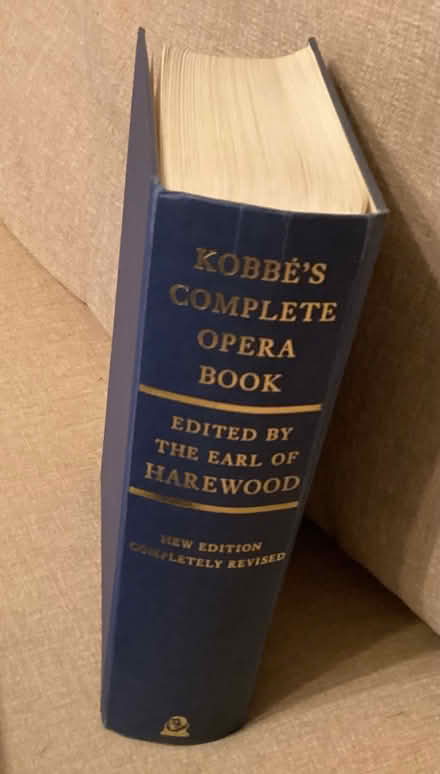 KOBBÉ'S
COMPLETE
OPERA
BOOK
EDITED BY
THE EARL OF
HAREWOOD
NEW EDITION
COMPLETELY REVISED